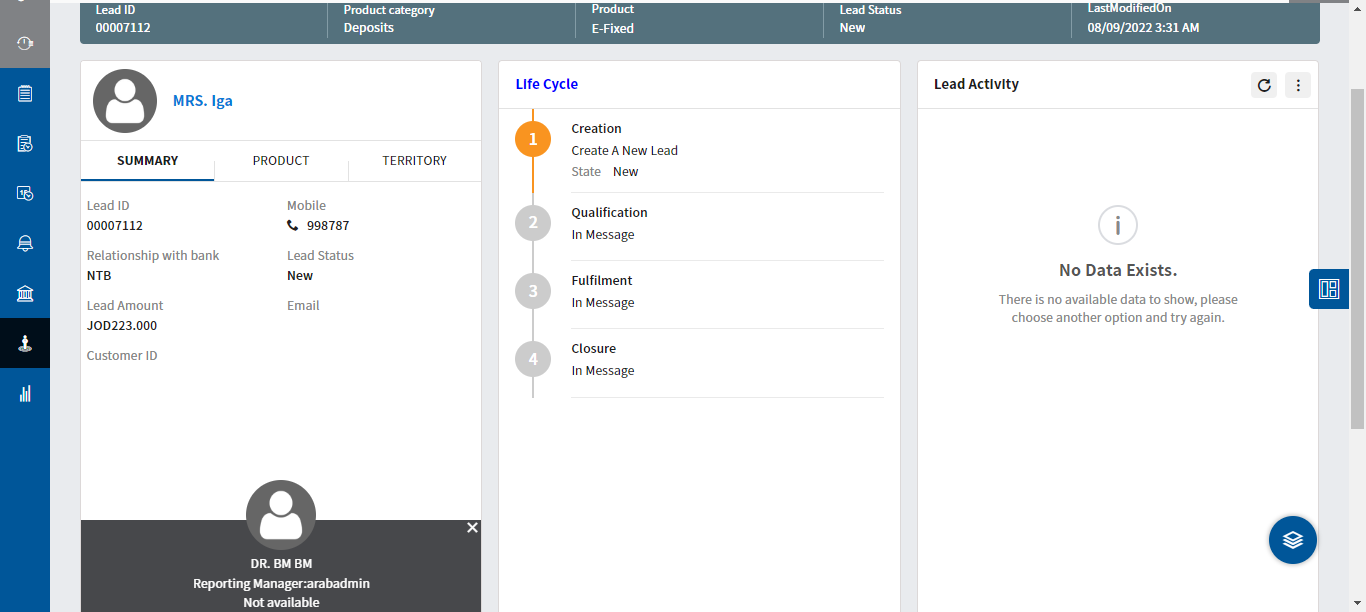 Lead ID
00007112
Product category
Deposits
Product
E-Fixed
Lead Status
New
LastModifiedOn
08/09/2022 3:31 AM
MRS. Iga
SUMMARY
PRODUCT
TERRITORY
Lead ID
00007112
Mobile
998787
Relationship with bank
NTB
Lead Status
New
Lead Amount
JOD223.000
Email
Customer ID
DR. BM BM
Reporting Manager:arabadmin
Not available
Life Cycle
1
Creation
Create A New Lead
State New
2
Qualification
In Message
3
Fulfilment
In Message
4
Closure
In Message
Lead Activity
No Data Exists.
There is no available data to show, please
choose another option and try again.